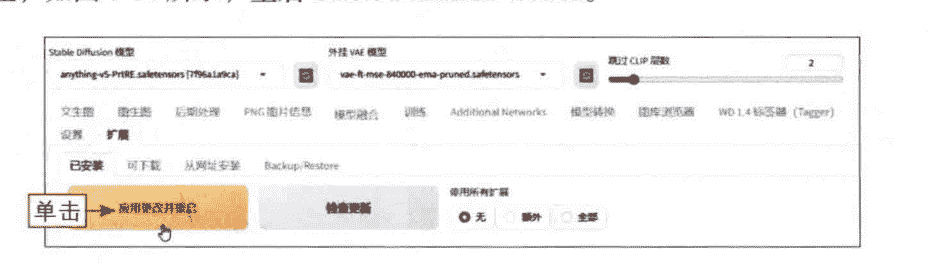 Stable Diffusion 模型
外挂 VAE 模型
跳过 CLIP 层数
2
anything-v5-PrtRE.safetensors [7f96a1a9ca]
vae-ft-mse-840000-ema-pruned.safetensors
文生图 图生图 后期处理 PNG 图片信息 模型融合 训练 Additional Networks 模型转换 图库浏览器 WD 1.4 标签器 (Tagger)
设置 扩展
已安装 可下载 从网址安装 Backup/Restore
停用所有扩展
单击
应用更改并重启
检查更新
无 额外 全部